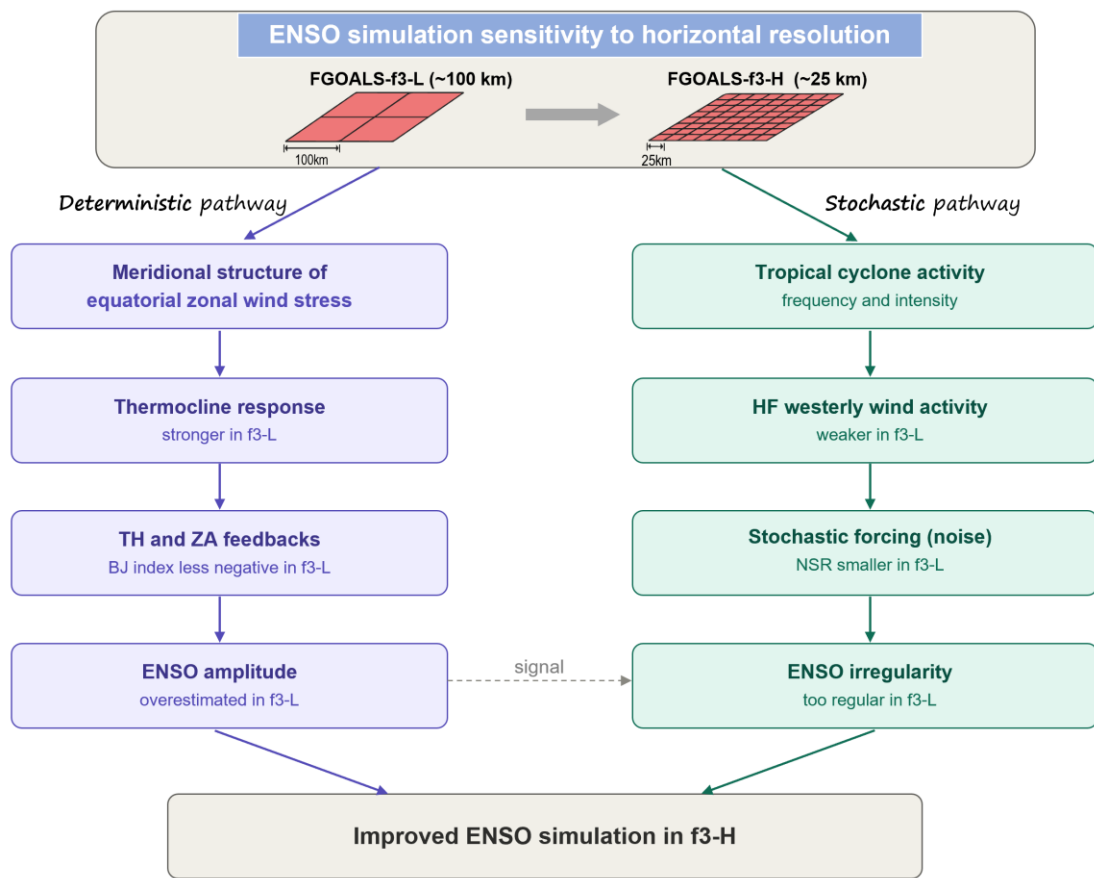 ENSO simulation sensitivity to horizontal resolution
FGOALS-f3-L (~100 km)
FGOALS-f3-H (~25 km)
100km
25km
Deterministic pathway
Stochastic pathway
Meridional structure of
equatorial zonal wind stress
Tropical cyclone activity
frequency and intensity
Thermocline response
stronger in f3-L
HF westerly wind activity
weaker in f3-L
TH and ZA feedbacks
BJ index less negative in f3-L
Stochastic forcing (noise)
NSR smaller in f3-L
ENSO amplitude
overestimated in f3-L
signal
ENSO irregularity
too regular in f3-L
Improved ENSO simulation in f3-H